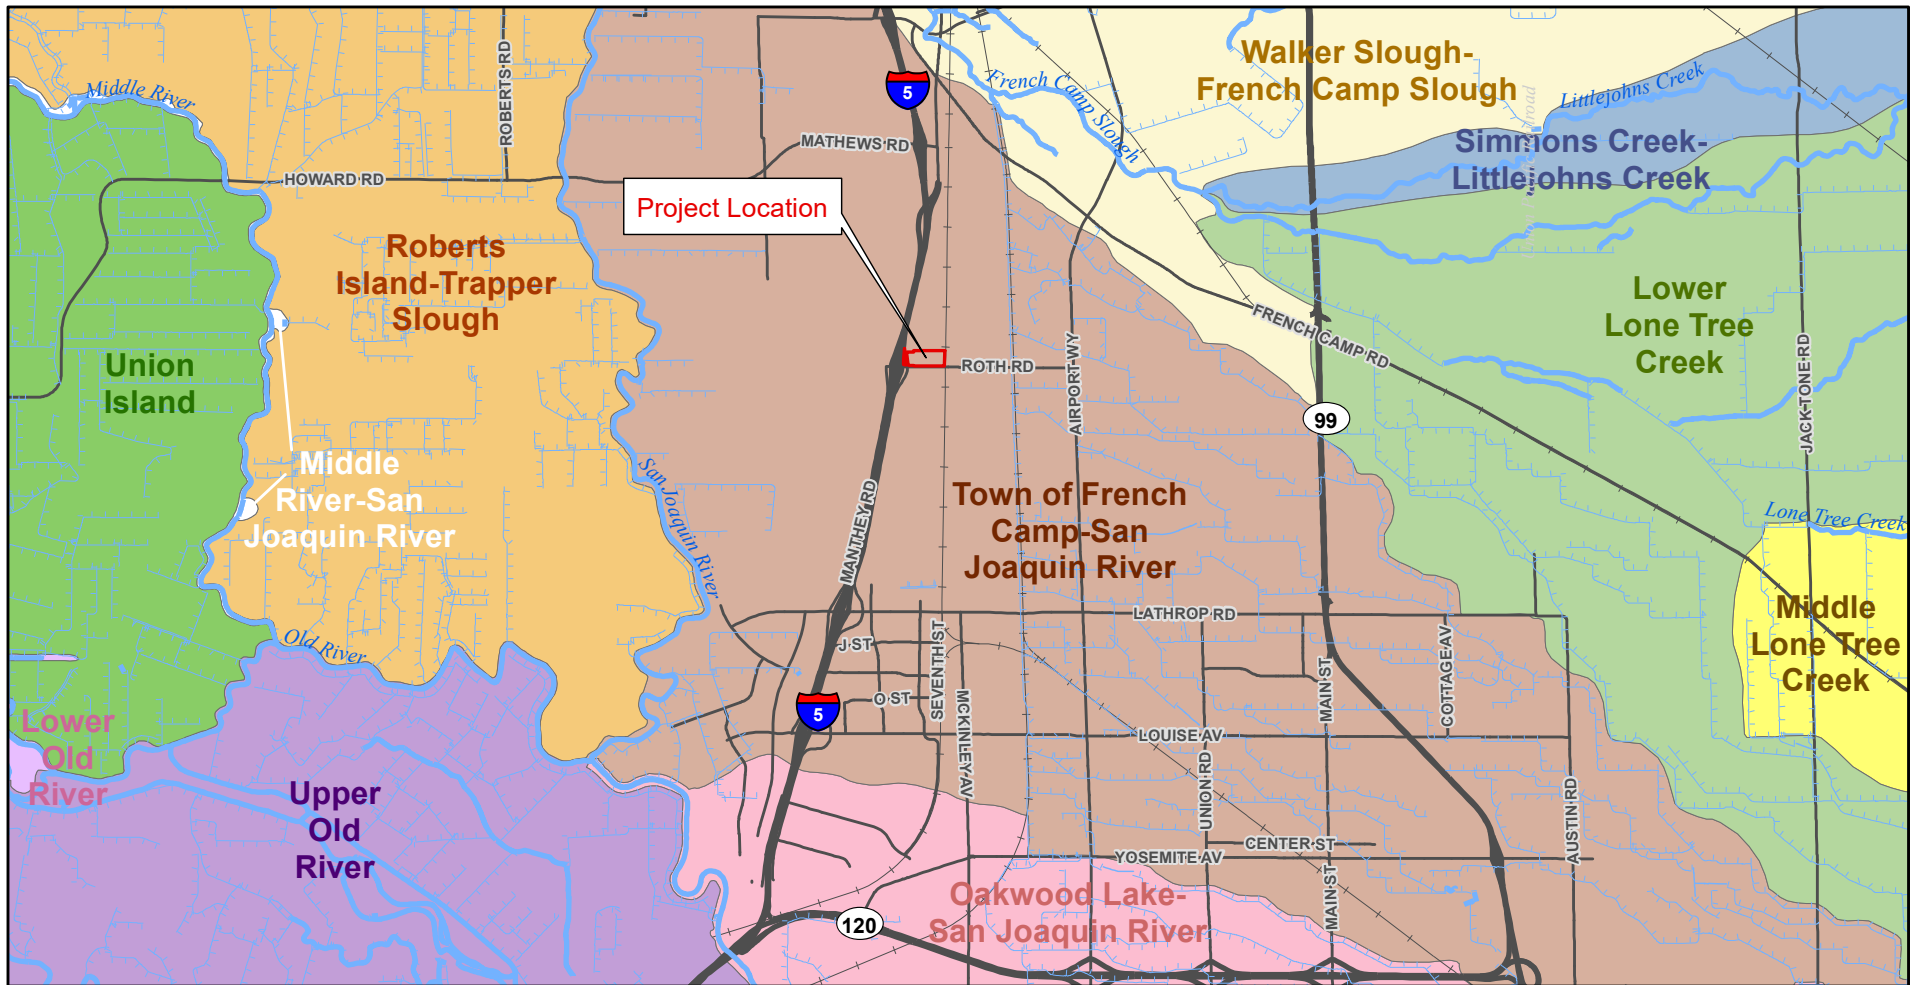 Walker Slough-
French Camp Slough
Middle River
ROBERTS RD
5
French Camp Slough
Littlejohns Creek
MATHEWS RD
Simmons Creek-
Littlejohns Creek
HOWARD RD
Project Location
Roberts
Island-Trapper
Slough
Lower
Lone Tree
Creek
FRENCH CAMP RD
Union
Island
ROTH RD
AIRPORT WY
99
JACK TONE RD
Middle
River-San
Joaquin River
San Joaquin River
MANTHEY RD
Town of French
Camp-San
Joaquin River
Lone Tree Creek
Middle
Lone Tree
Creek
LATHROP RD
Old River
J ST
SEVENTH ST
O ST
MCKINLEY AV
MAIN ST
COTTAGE AV
5
Lower
Old
River
LOUISE AV
UNION RD
AUSTIN RD
Upper
Old
River
CENTER ST
YOSEMITE AV
MAIN ST
Oakwood Lake-
San Joaquin River
120